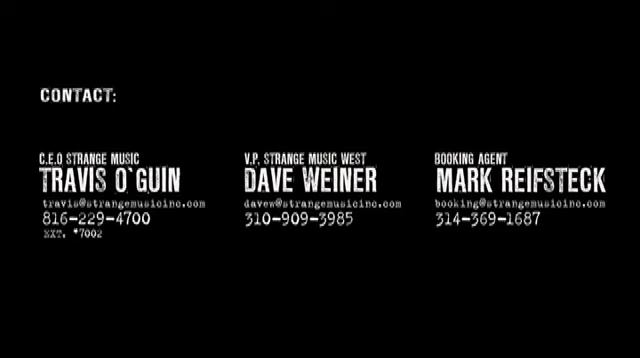 CONTACT:
C.E.O STRANGE MUSIC
TRAVIS O`GUIN
travis@strangemusicinc.com
816-229-4700
EXT. *7002
V.P. STRANGE MUSIC WEST
DAVE WEINER
davew@strangemusicinc.com
310-909-3985
BOOKING AGENT
MARK REIFSTECK
booking@strangemusicinc.com
314-369-1687